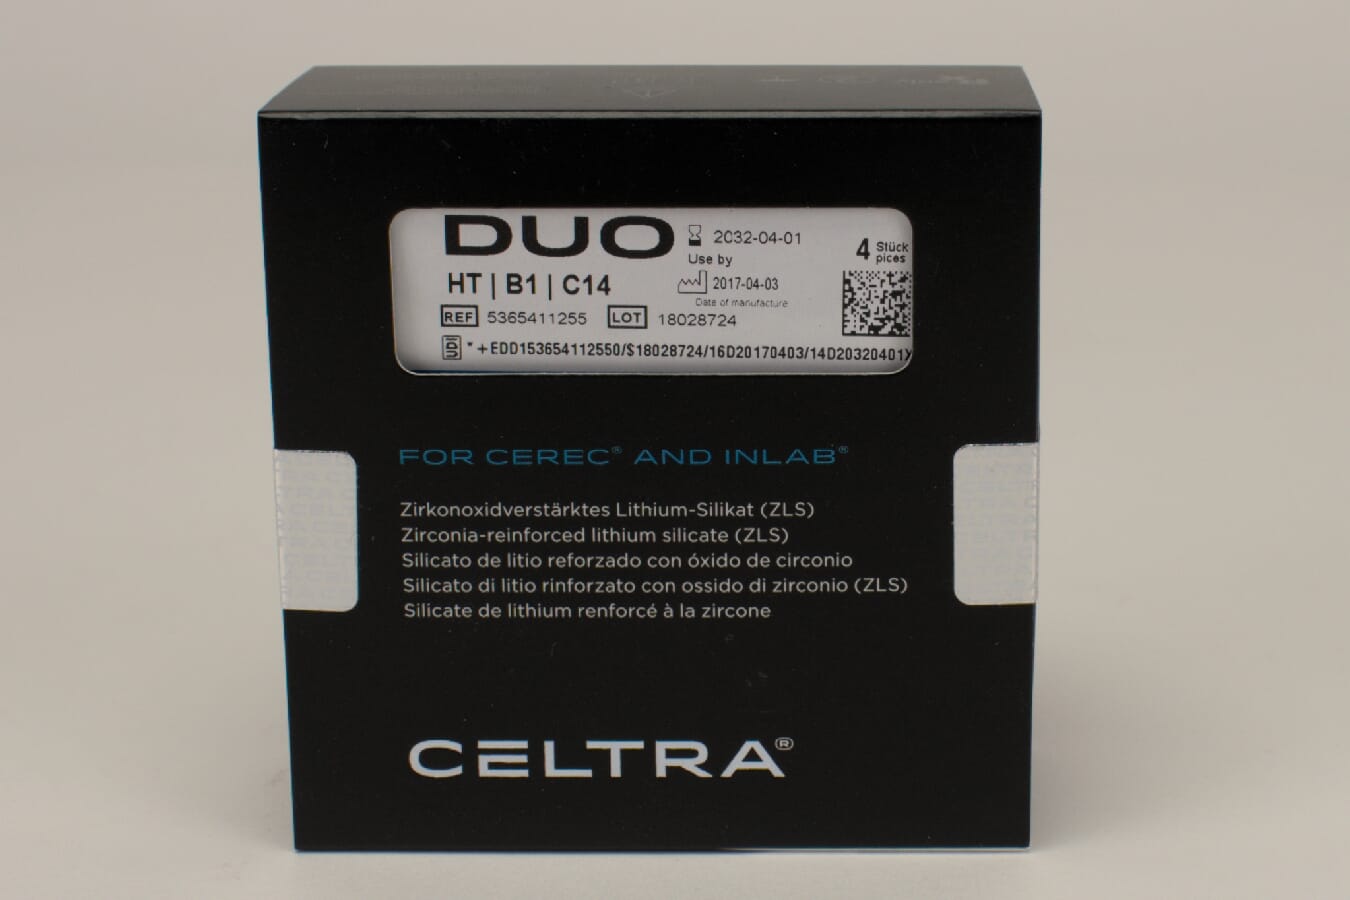 DUO
2032-04-01
Use by
4 Stück
pices
HT | B1 | C14
2017-04-03
Date of manufacture
REF 5365411255 LOT 18028724
UDI *+EDD153654112550/$18028724/16D20170403/14D20320401X
FOR CEREC® AND INLAB®
Zirkonoxidverstärktes Lithium-Silikat (ZLS)
Zirconia-reinforced lithium silicate (ZLS)
Silicato de litio reforzado con óxido de circonio
Silicato di litio rinforzato con ossido di zirconio (ZLS)
Silicate de lithium renforcé à la zircone
CELTRA®